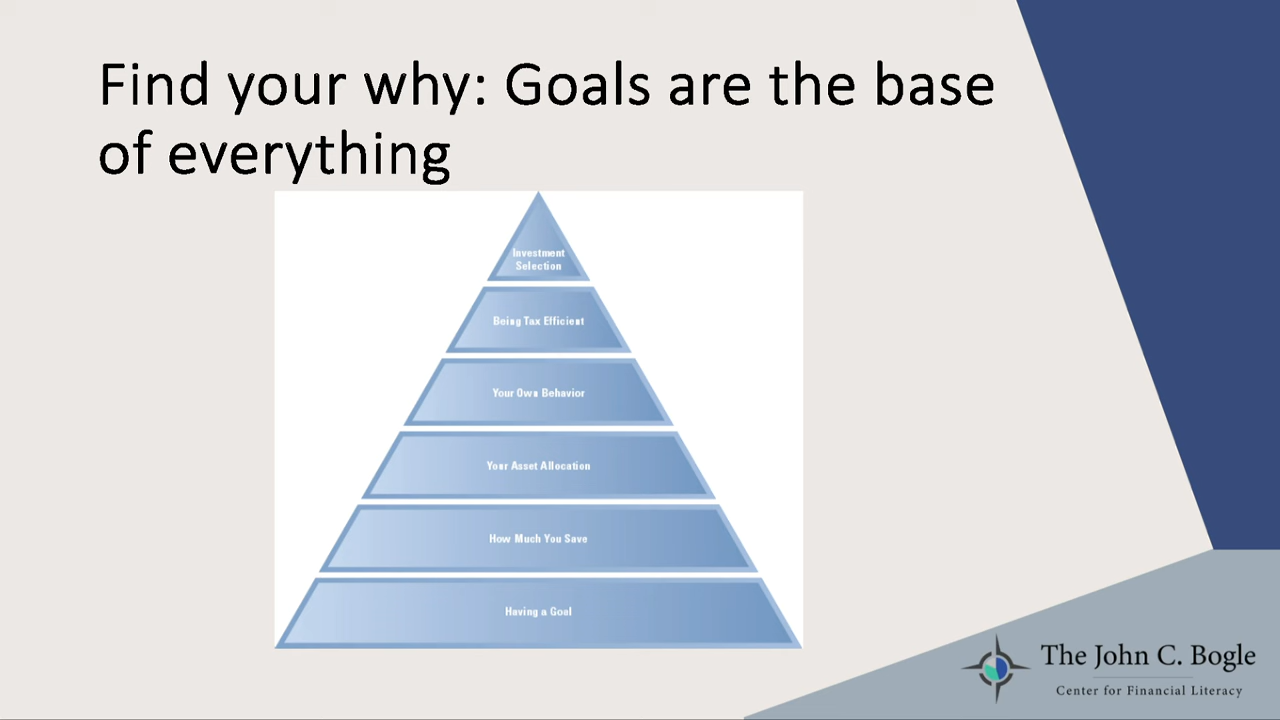 Find your why: Goals are the base
of everything
Investment
Selection
Being Tax Efficient
Your Own Behavior
Your Asset Allocation
How Much You Save
Having a Goal
The John C. Bogle
Center for Financial Literacy